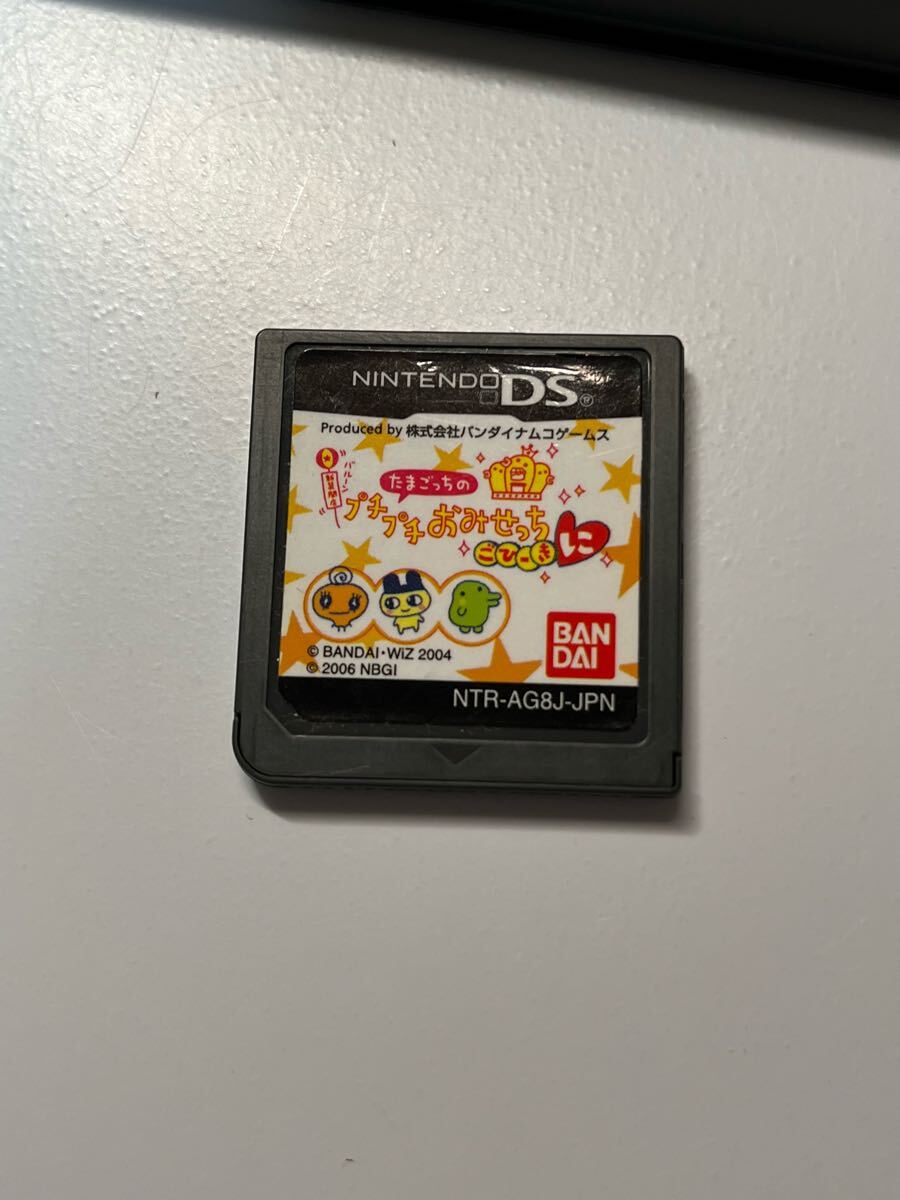 NINTENDO DS®
Produced by 株式会社バンダイナムコゲームス
バルーン
新装開店
たまごっちの
プチプチおみせっち
ごひーきに
© BANDAI・WiZ 2004
© 2006 NBGI
BAN
DAI
NTR-AG8J-JPN